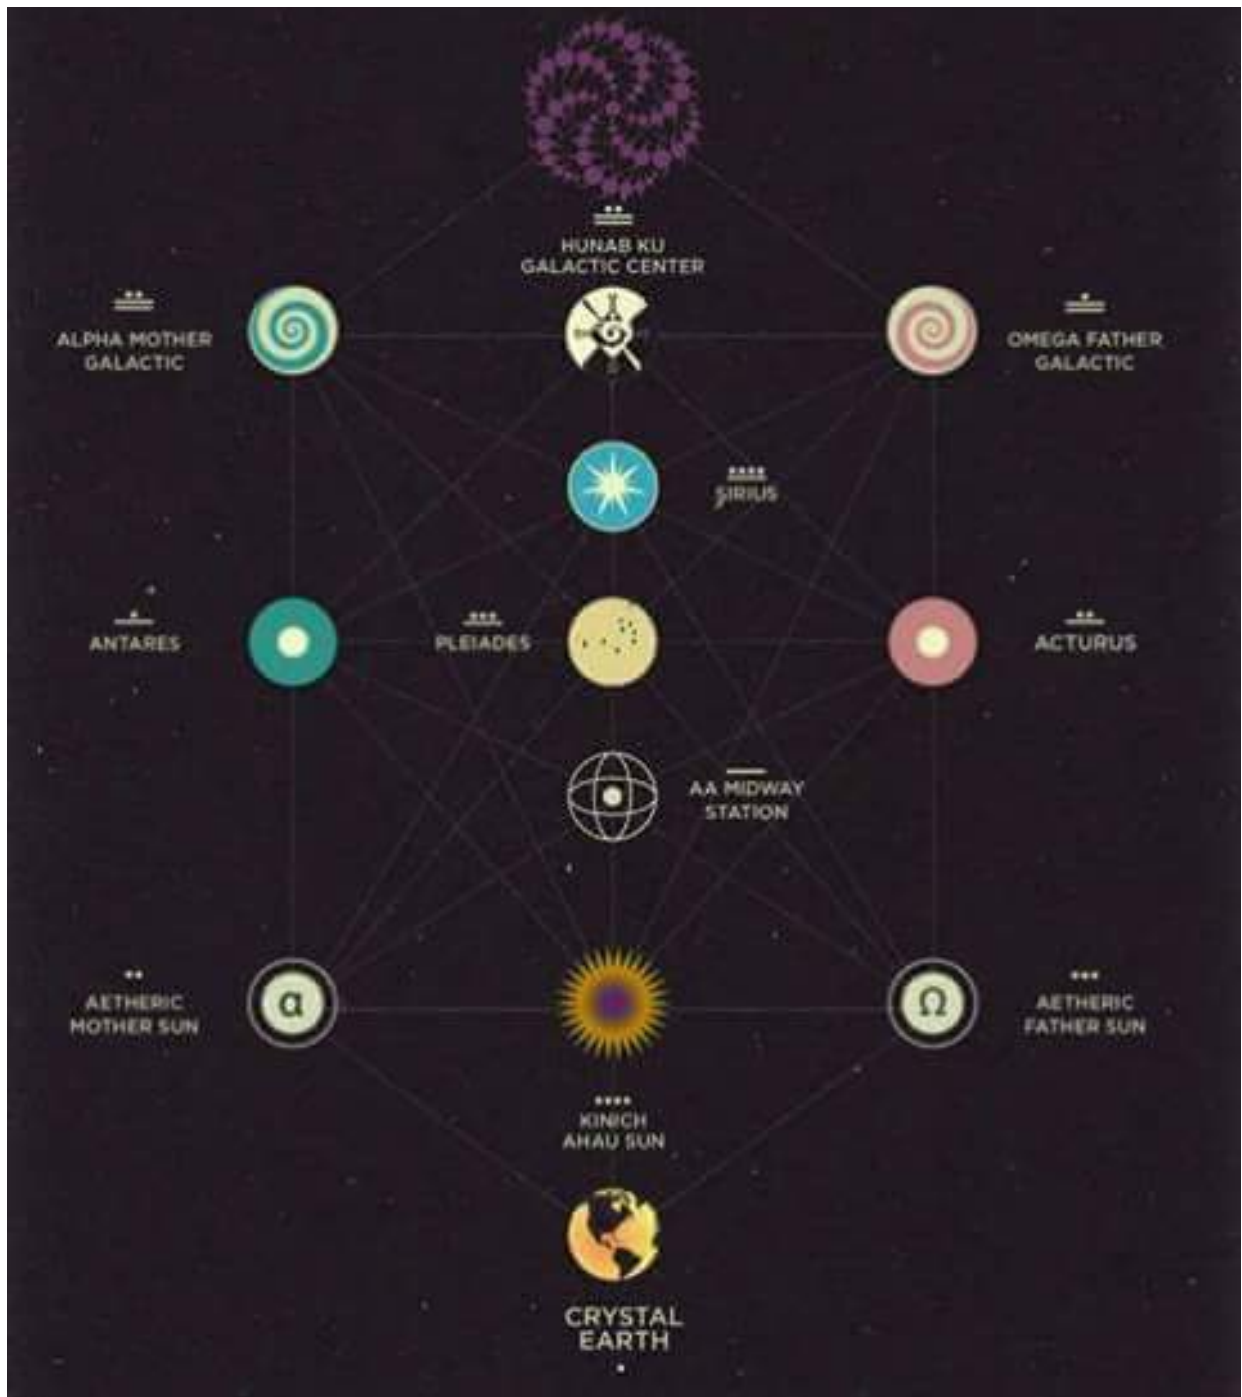 HUNAB KU
GALACTIC CENTER
ALPHA MOTHER
GALACTIC
OMEGA FATHER
GALACTIC
SIRIUS
ANTARES
PLEIADES
ACTURUS
AA MIDWAY
STATION
AETHERIC
MOTHER SUN
α
Ω
AETHERIC
FATHER SUN
KINICH
AHAU SUN
CRYSTAL
EARTH